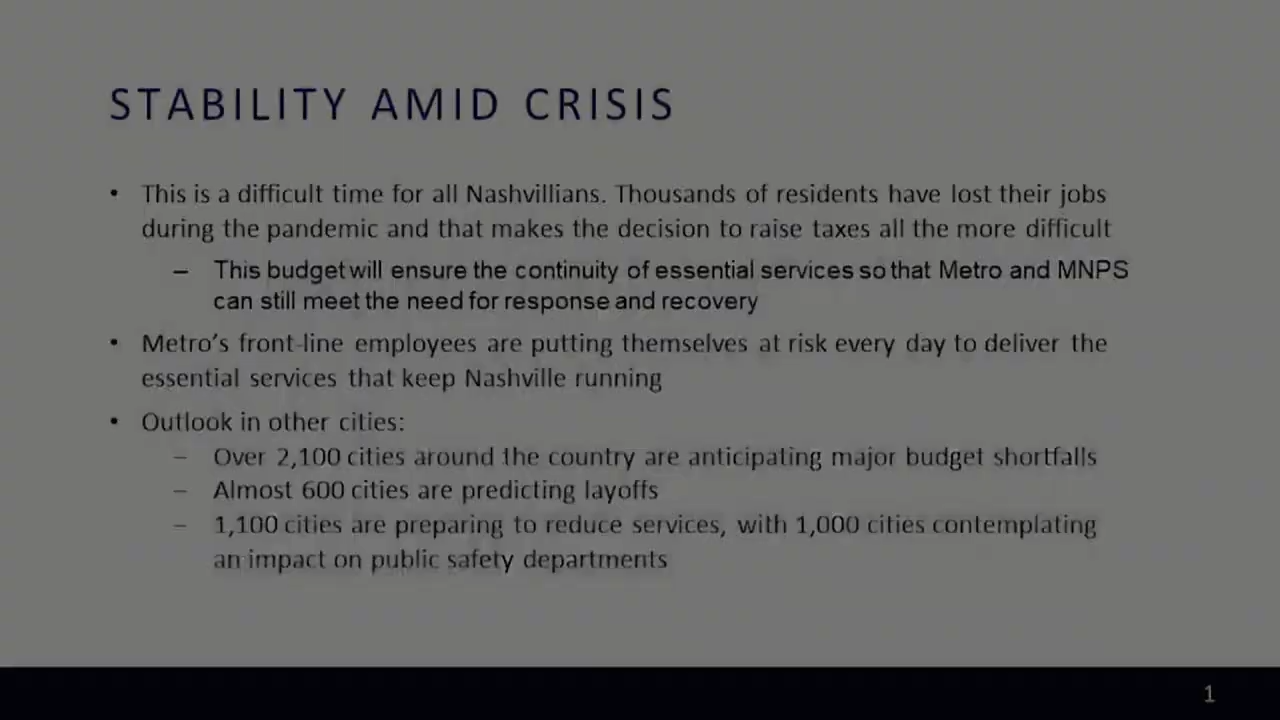 STABILITY AMID CRISIS
• This is a difficult time for all Nashvillians. Thousands of residents have lost their jobs
during the pandemic and that makes the decision to raise taxes all the more difficult
– This budget will ensure the continuity of essential services so that Metro and MNPS
can still meet the need for response and recovery
• Metro's front-line employees are putting themselves at risk every day to deliver the
essential services that keep Nashville running
• Outlook in other cities:
– Over 2,100 cities around the country are anticipating major budget shortfalls
– Almost 600 cities are predicting layoffs
– 1,100 cities are preparing to reduce services, with 1,000 cities contemplating
an impact on public safety departments
1